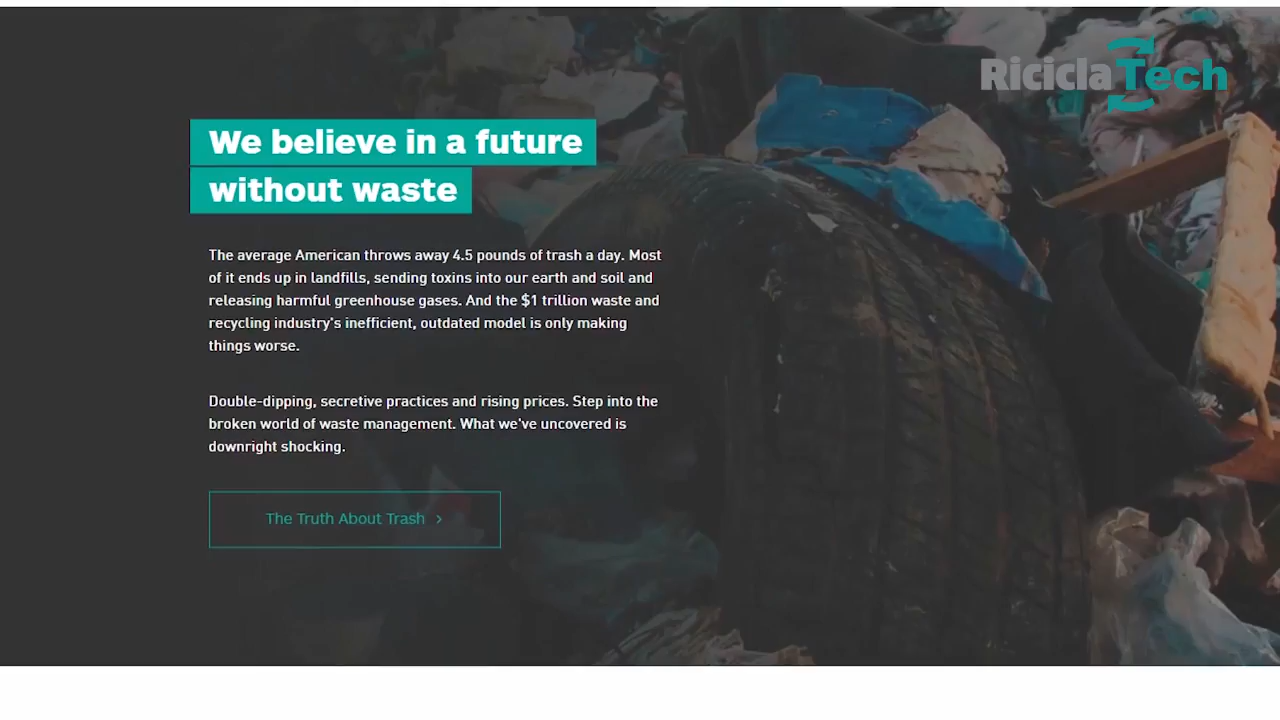 RiciclaTech
We believe in a future
without waste
The average American throws away 4.5 pounds of trash a day. Most
of it ends up in landfills, sending toxins into our earth and soil and
releasing harmful greenhouse gases. And the $1 trillion waste and
recycling industry's inefficient, outdated model is only making
things worse.
Double-dipping, secretive practices and rising prices. Step into the
broken world of waste management. What we've uncovered is
downright shocking.
The Truth About Trash >